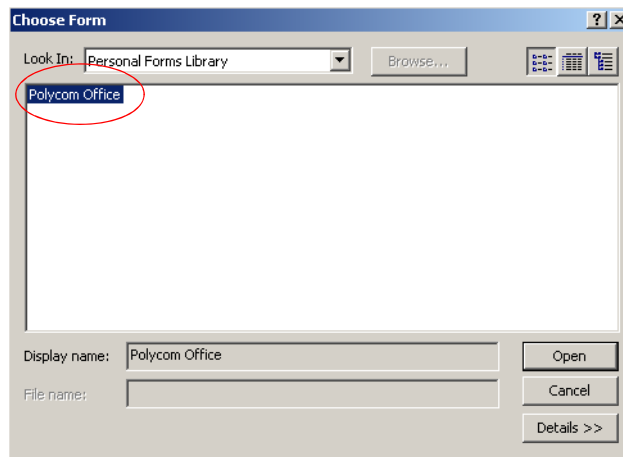 Choose Form
Look In: Personal Forms Library Browse...
Polycom Office
Display name: Polycom Office Open
File name: Cancel
Details >>